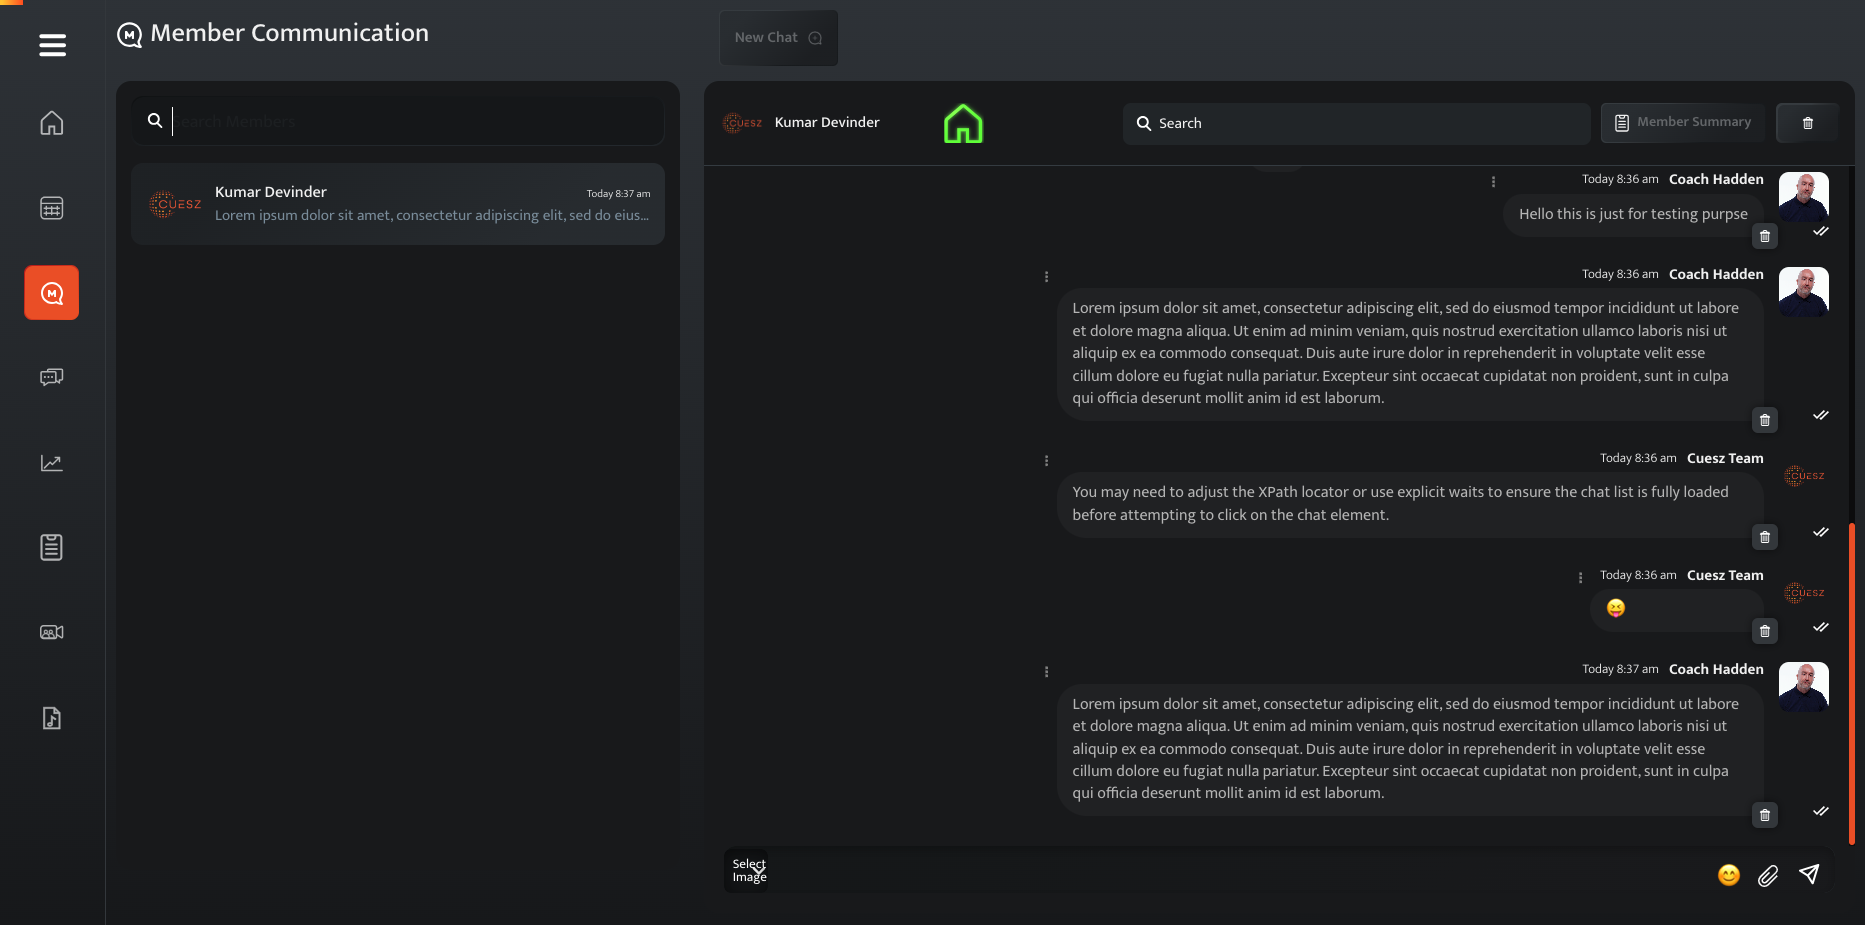 Member Communication
New Chat
Search Members
CUESZ
Kumar Devinder
Today 8:37 am
Lorem ipsum dolor sit amet, consectetur adipiscing elit, sed do eius...
CUESZ
Kumar Devinder
Search
Member Summary
Today 8:36 am Coach Hadden
Hello this is just for testing purpse
Today 8:36 am Coach Hadden
Lorem ipsum dolor sit amet, consectetur adipiscing elit, sed do eiusmod tempor incididunt ut labore
et dolore magna aliqua. Ut enim ad minim veniam, quis nostrud exercitation ullamco laboris nisi ut
aliquip ex ea commodo consequat. Duis aute irure dolor in reprehenderit in voluptate velit esse
cillum dolore eu fugiat nulla pariatur. Excepteur sint occaecat cupidatat non proident, sunt in culpa
qui officia deserunt mollit anim id est laborum.
Today 8:36 am Cuesz Team
CUESZ
You may need to adjust the XPath locator or use explicit waits to ensure the chat list is fully loaded
before attempting to click on the chat element.
Today 8:36 am Cuesz Team
CUESZ
😝
Today 8:37 am Coach Hadden
Lorem ipsum dolor sit amet, consectetur adipiscing elit, sed do eiusmod tempor incididunt ut labore
et dolore magna aliqua. Ut enim ad minim veniam, quis nostrud exercitation ullamco laboris nisi ut
aliquip ex ea commodo consequat. Duis aute irure dolor in reprehenderit in voluptate velit esse
cillum dolore eu fugiat nulla pariatur. Excepteur sint occaecat cupidatat non proident, sunt in culpa
qui officia deserunt mollit anim id est laborum.
Select
Image